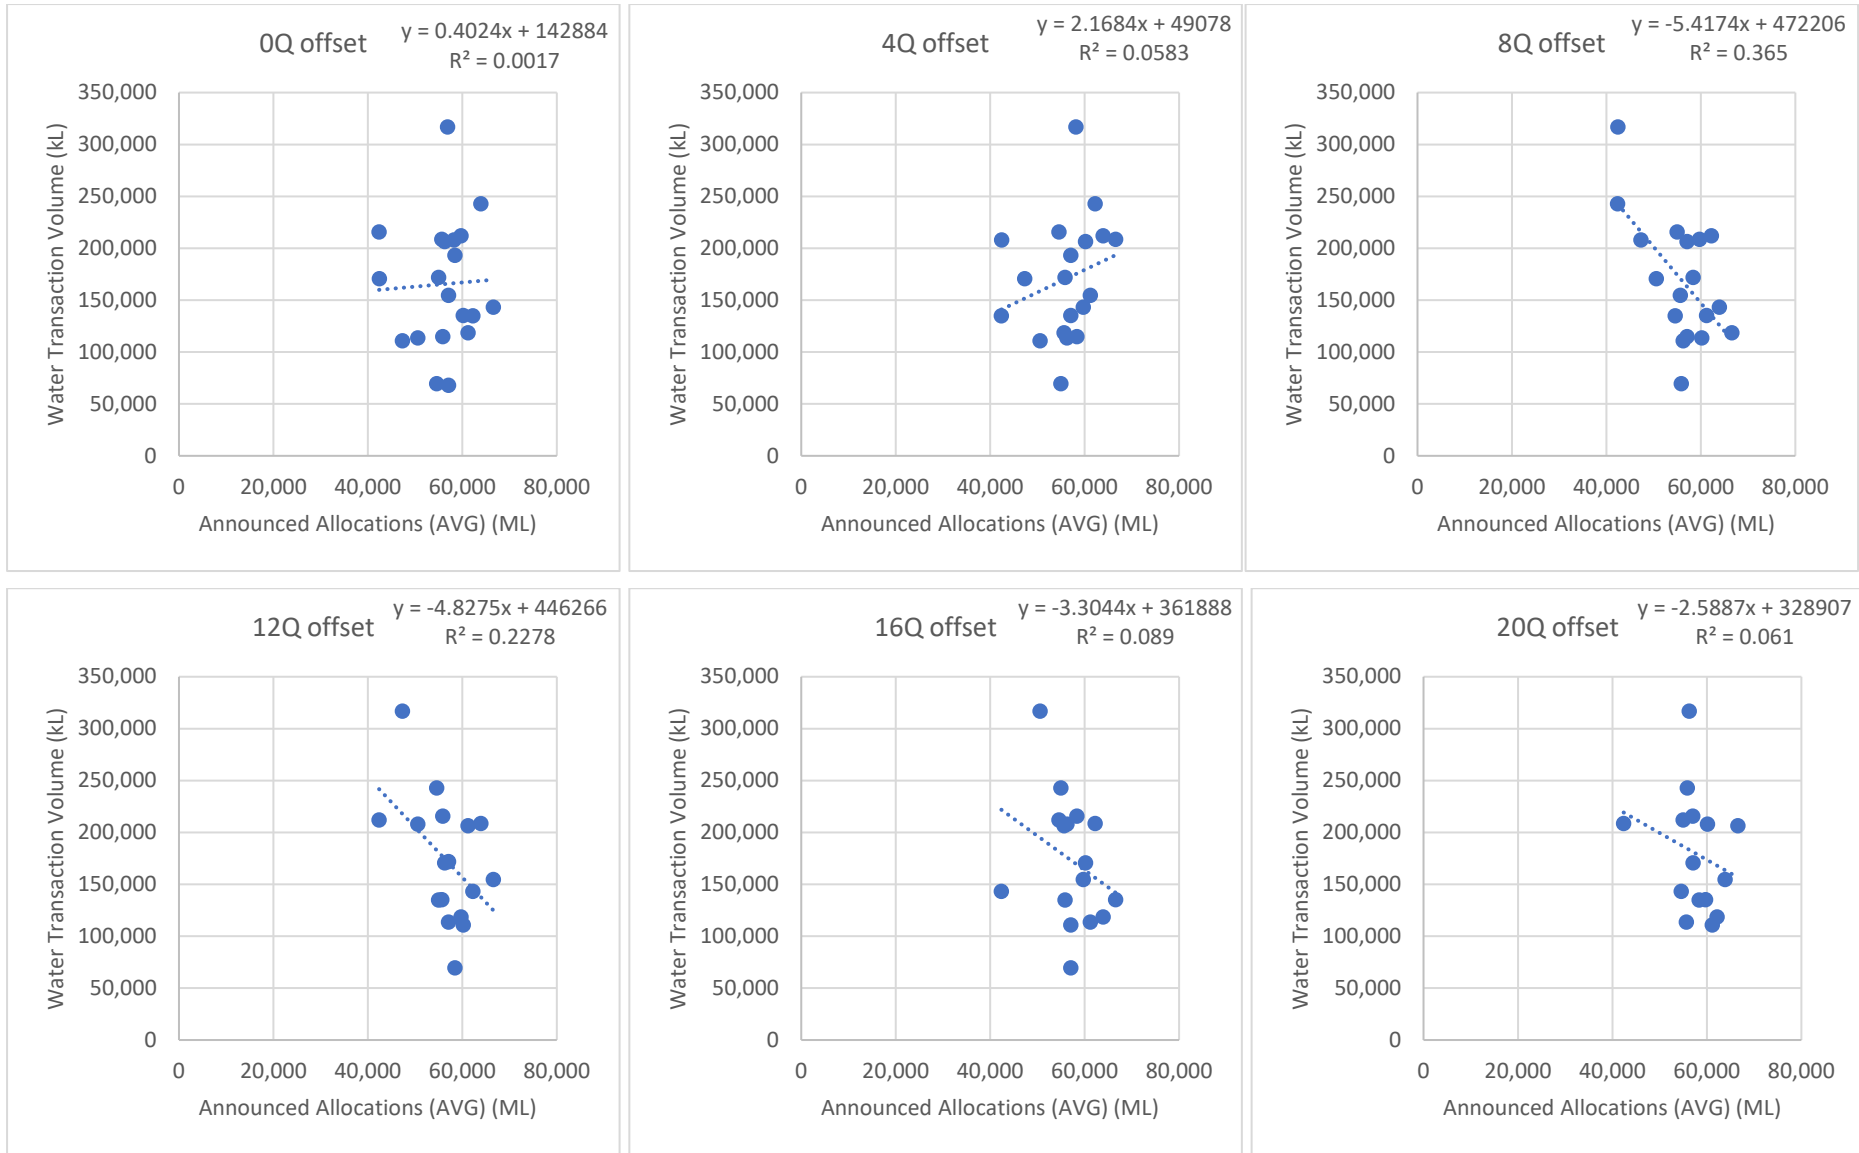 0Q offset
y = 0.4024x + 142884
R² = 0.0017
350,000
300,000
250,000
200,000
150,000
100,000
50,000
0
Water Transaction Volume (kL)
0 20,000 40,000 60,000 80,000
Announced Allocations (AVG) (ML)
4Q offset
y = 2.1684x + 49078
R² = 0.0583
350,000
300,000
250,000
200,000
150,000
100,000
50,000
0
Water Transaction Volume (kL)
0 20,000 40,000 60,000 80,000
Announced Allocations (AVG) (ML)
8Q offset
y = -5.4174x + 472206
R² = 0.365
350,000
300,000
250,000
200,000
150,000
100,000
50,000
0
Water Transaction Volume (kL)
0 20,000 40,000 60,000 80,000
Announced Allocations (AVG) (ML)
12Q offset
y = -4.8275x + 446266
R² = 0.2278
350,000
300,000
250,000
200,000
150,000
100,000
50,000
0
Water Transaction Volume (kL)
0 20,000 40,000 60,000 80,000
Announced Allocations (AVG) (ML)
16Q offset
y = -3.3044x + 361888
R² = 0.089
350,000
300,000
250,000
200,000
150,000
100,000
50,000
0
Water Transaction Volume (kL)
0 20,000 40,000 60,000 80,000
Announced Allocations (AVG) (ML)
20Q offset
y = -2.5887x + 328907
R² = 0.061
350,000
300,000
250,000
200,000
150,000
100,000
50,000
0
Water Transaction Volume (kL)
0 20,000 40,000 60,000 80,000
Announced Allocations (AVG) (ML)